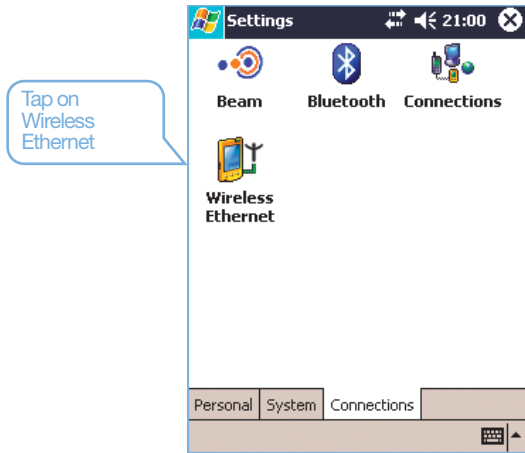 Settings 21:00
Tap on
Wireless
Ethernet
Beam Bluetooth Connections
Wireless
Ethernet
Personal System Connections